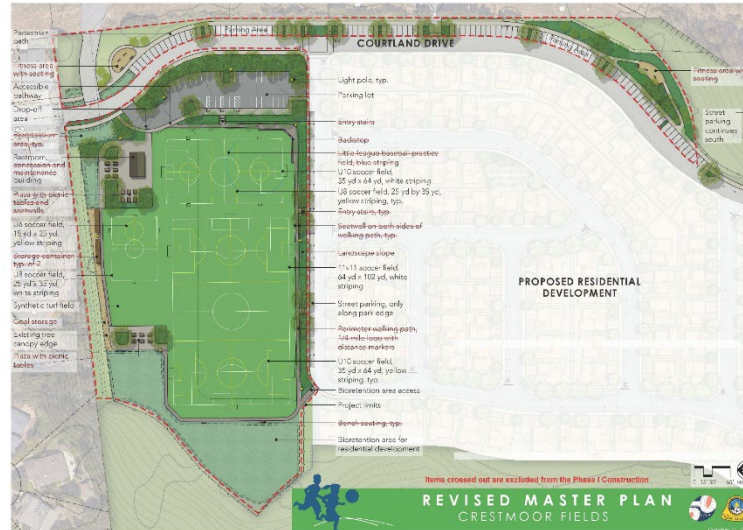 Pedestrian
path
Fitness area
with seating
Accessible
pathway
Drop-off
area
Bioretention
area, typ.
Restroom,
concession and
maintenance
building
Plaza with picnic
tables and
seatwalls
U6 soccer field,
15 yd x 25 yd,
yellow striping
Storage container
typ. of 2
U8 soccer field,
25 yd x 35 yd,
white striping
Synthetic turf field
Goal storage
Existing tree
canopy edge
Plaza with picnic
tables
Parking Area
COURTLAND DRIVE
Parking Area
Light pole, typ.
Parking lot
Entry stairs
Backstop
Little league baseball practice
field, blue striping
U10 soccer field,
35 yd x 64 yd, white striping
U8 soccer field, 25 yd by 35 yd,
yellow striping, typ.
Entry stairs, typ.
Seatwall on both sides of
walking path, typ.
Landscape slope
11v11 soccer field,
64 yd x 102 yd, white
striping
Street parking, only
along park edge
Perimeter walking path,
1/4 mile loop with
distance markers
U10 soccer field,
35 yd x 64 yd, yellow
striping, typ.
Bioretention area access
Project limits
Bench seating, typ.
Bioretention area for
residential development
Fitness area with
seating
Street
parking
continues
south
PROPOSED RESIDENTIAL
DEVELOPMENT
Items crossed out are excluded from the Phase I Construction
REVISED MASTER PLAN
CRESTMOOR FIELDS